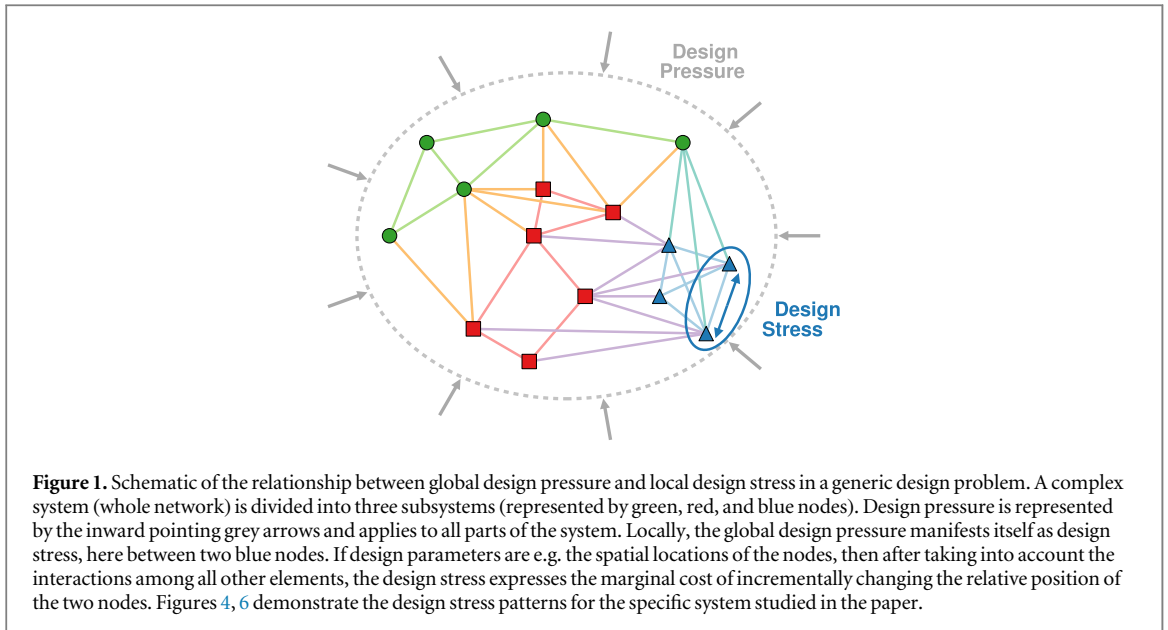 Design
Pressure
Design
Stress
Figure 1. Schematic of the relationship between global design pressure and local design stress in a generic design problem. A complex
system (whole network) is divided into three subsystems (represented by green, red, and blue nodes). Design pressure is represented
by the inward pointing grey arrows and applies to all parts of the system. Locally, the global design pressure manifests itself as design
stress, here between two blue nodes. If design parameters are e.g. the spatial locations of the nodes, then after taking into account the
interactions among all other elements, the design stress expresses the marginal cost of incrementally changing the relative position of
the two nodes. Figures 4, 6 demonstrate the design stress patterns for the specific system studied in the paper.